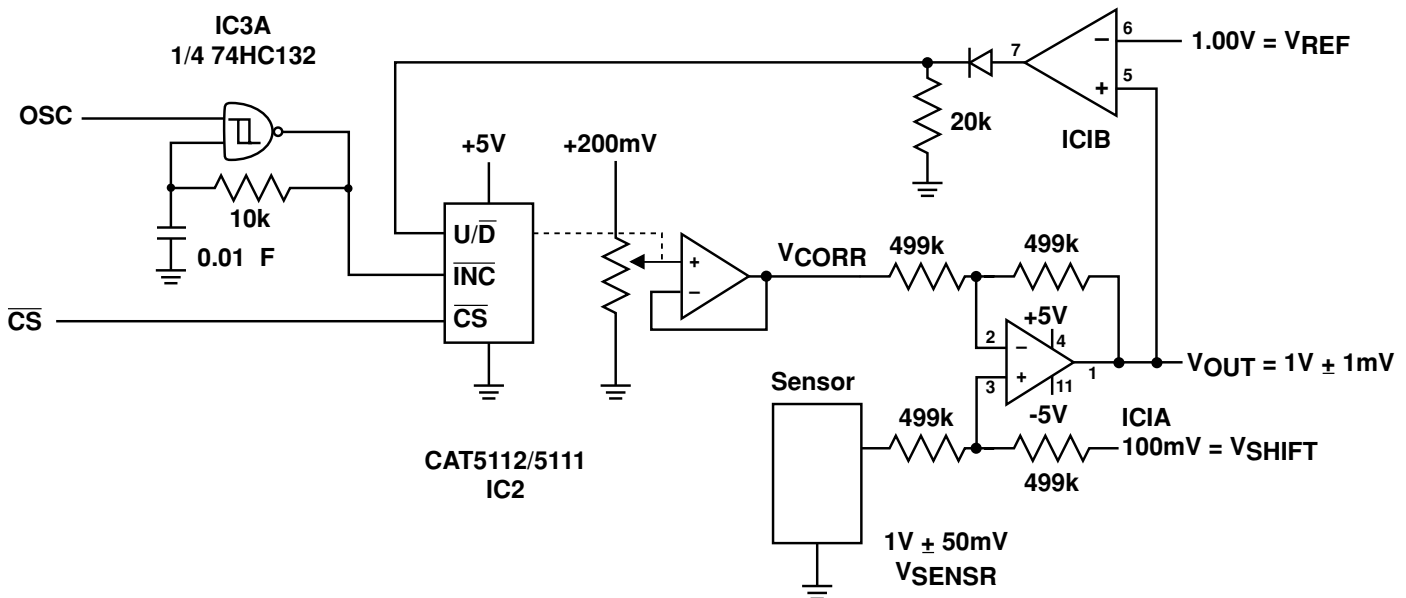 IC3A
1/4 74HC132
OSC
10k
0.01 F
CS
+5V
U/D
INC
CS
+200mV
CAT5112/5111
IC2
+
−
VCORR
499k
499k
7
−
6
+
5
1.00V = VREF
20k
ICIB
+5V
2
−
4
3
+
11
1
-5V
VOUT = 1V ± 1mV
Sensor
499k
499k
ICIA
100mV = VSHIFT
1V ± 50mV
VSENSR